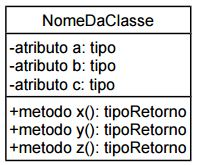 NomeDaClasse
-atributo a: tipo
-atributo b: tipo
-atributo c: tipo
+metodo x(): tipoRetorno
+metodo y(): tipoRetorno
+metodo z(): tipoRetorno